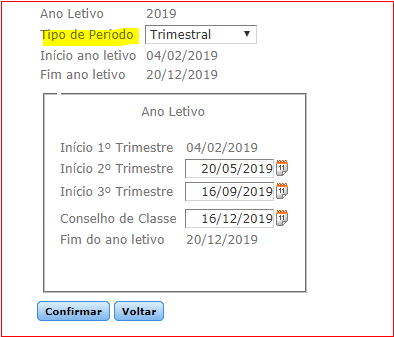 Ano Letivo 2019
Tipo de Período Trimestral
Início ano letivo 04/02/2019
Fim ano letivo 20/12/2019
Ano Letivo
Início 1º Trimestre 04/02/2019
Início 2º Trimestre 20/05/2019
Início 3º Trimestre 16/09/2019
Conselho de Classe 16/12/2019
Fim do ano letivo 20/12/2019
Confirmar Voltar